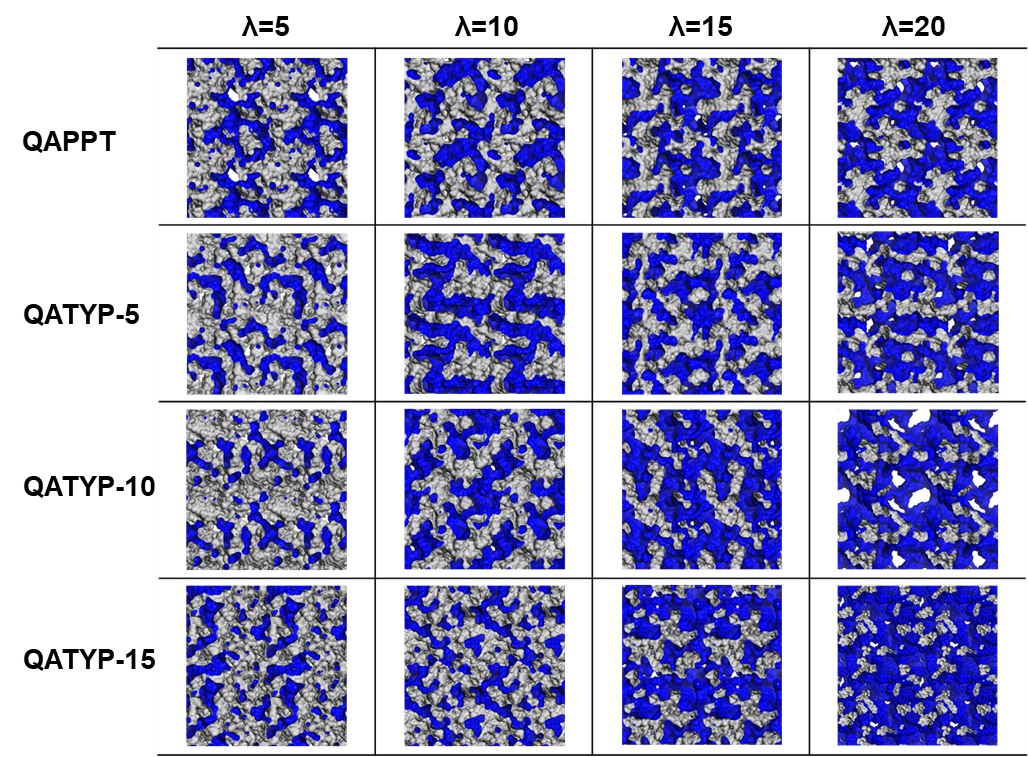 λ=5 λ=10 λ=15 λ=20
QAPPT
QATYP-5
QATYP-10
QATYP-15